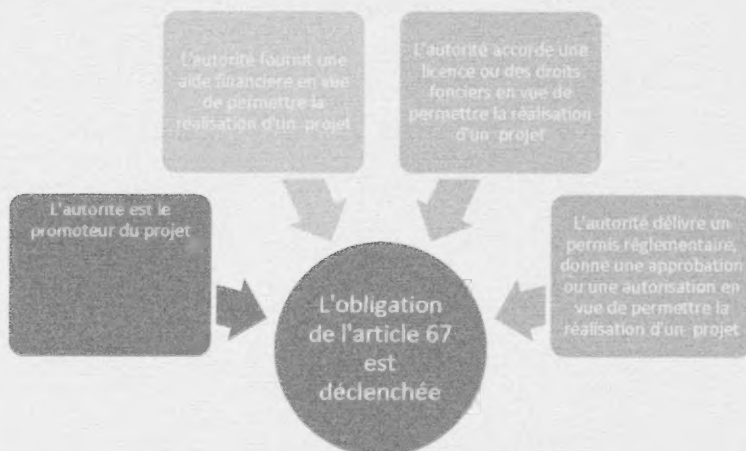 L'autorité fournit une
aide financière en vue
de permettre la
réalisation d'un projet
L'autorité accorde une
licence ou des droits
fonciers en vue de
permettre la réalisation
d'un projet
L'autorité est le
promoteur du projet
L'autorité délivre un
permis réglementaire,
donne une approbation
ou une autorisation en
vue de permettre la
réalisation d'un projet
L'obligation
de l'article 67
est
déclenchée